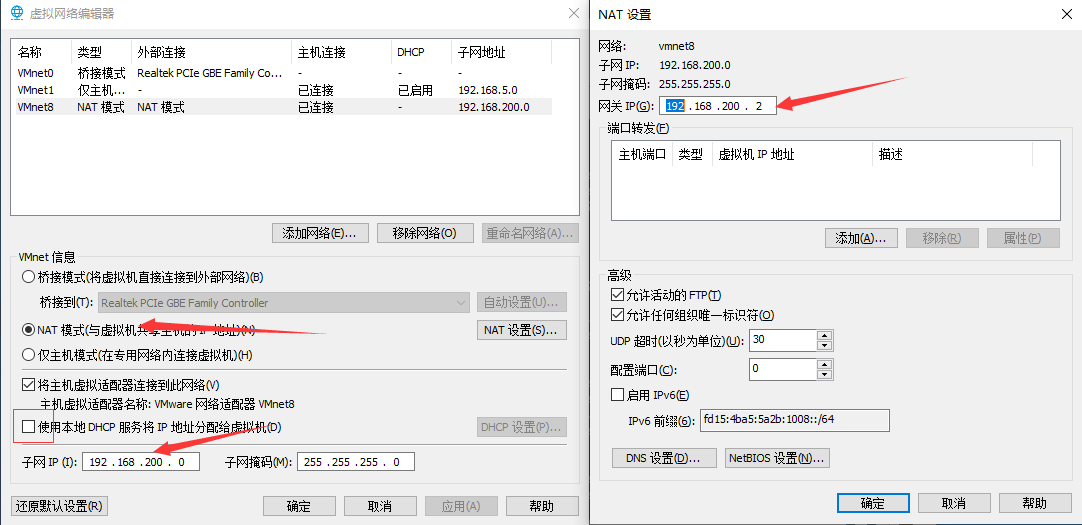 虚拟网络编辑器
名称 类型 外部连接 主机连接 DHCP 子网地址
VMnet0 桥接模式 Realtek PCIe GBE Family Co... - - -
VMnet1 仅主机... - 已连接 已启用 192.168.5.0
VMnet8 NAT 模式 NAT 模式 已连接 - 192.168.200.0
添加网络(E)... 移除网络(O) 重命名网络(A)...
VMnet 信息
桥接模式(将虚拟机直接连接到外部网络)(B)
桥接到(T): Realtek PCIe GBE Family Controller 自动设置(U)...
NAT 模式(与虚拟机共享主机的 IP 地址)(N) NAT 设置(S)...
仅主机模式(在专用网络内连接虚拟机)(H)
将主机虚拟适配器连接到此网络(V)
主机虚拟适配器名称: VMware 网络适配器 VMnet8
使用本地 DHCP 服务将 IP 地址分配给虚拟机(D) DHCP 设置(P)...
子网 IP (I): 192 .168 .200 . 0 子网掩码(M): 255 .255 .255 . 0
还原默认设置(R) 确定 取消 应用(A) 帮助
NAT 设置
网络: vmnet8
子网 IP: 192.168.200.0
子网掩码: 255.255.255.0
网关 IP(G): 192 .168 .200 . 2
端口转发(F)
主机端口 类型 虚拟机 IP 地址 描述
添加(A)... 移除(R) 属性(P)
高级
允许活动的 FTP(T)
允许任何组织唯一标识符(O)
UDP 超时(以秒为单位)(U): 30
配置端口(C): 0
启用 IPv6(E)
IPv6 前缀(6): fd15:4ba5:5a2b:1008::/64
DNS 设置(D)... NetBIOS 设置(N)...
确定 取消 帮助